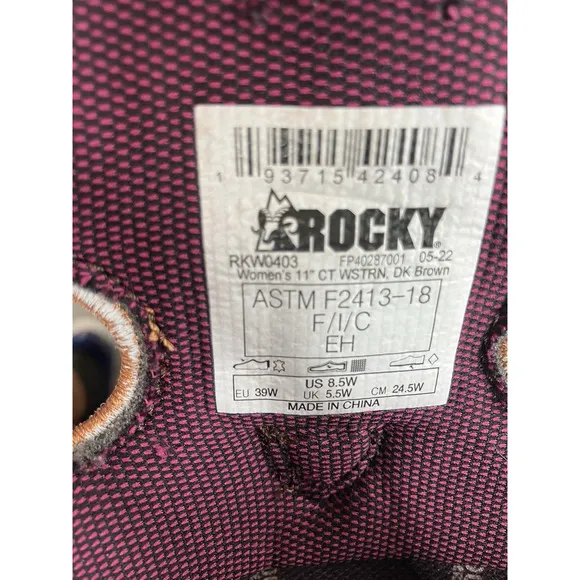 1 93715 42408 4
ROCKY
RKW0403 FP40287001 05-22
Women's 11" CT WSTRN, DK Brown
ASTM F2413-18
F/I/C
EH
US 8.5W
EU 39W UK 5.5W CM 24.5W
MADE IN CHINA